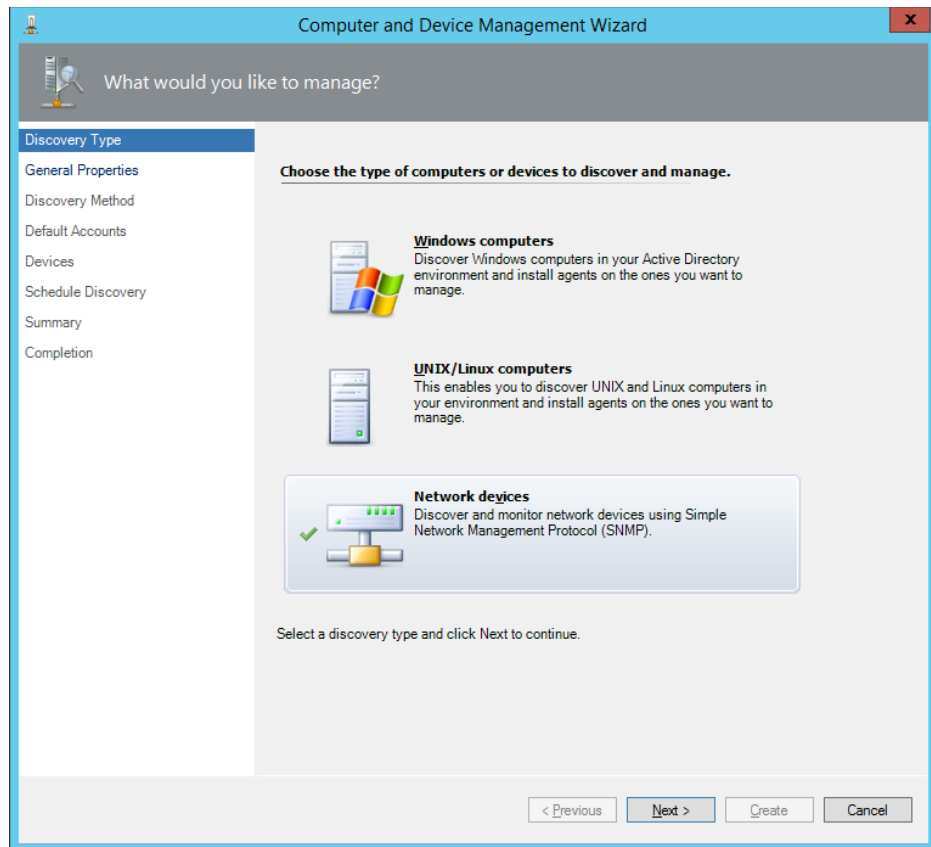 Computer and Device Management Wizard
x
What would you like to manage?
Discovery Type
General Properties
Discovery Method
Default Accounts
Devices
Schedule Discovery
Summary
Completion
Choose the type of computers or devices to discover and manage.
Windows computers
Discover Windows computers in your Active Directory
environment and install agents on the ones you want to
manage.
UNIX/Linux computers
This enables you to discover UNIX and Linux computers in
your environment and install agents on the ones you want to
manage.
Network devices
Discover and monitor network devices using Simple
Network Management Protocol (SNMP).
Select a discovery type and click Next to continue.
< Previous
Next >
Create
Cancel